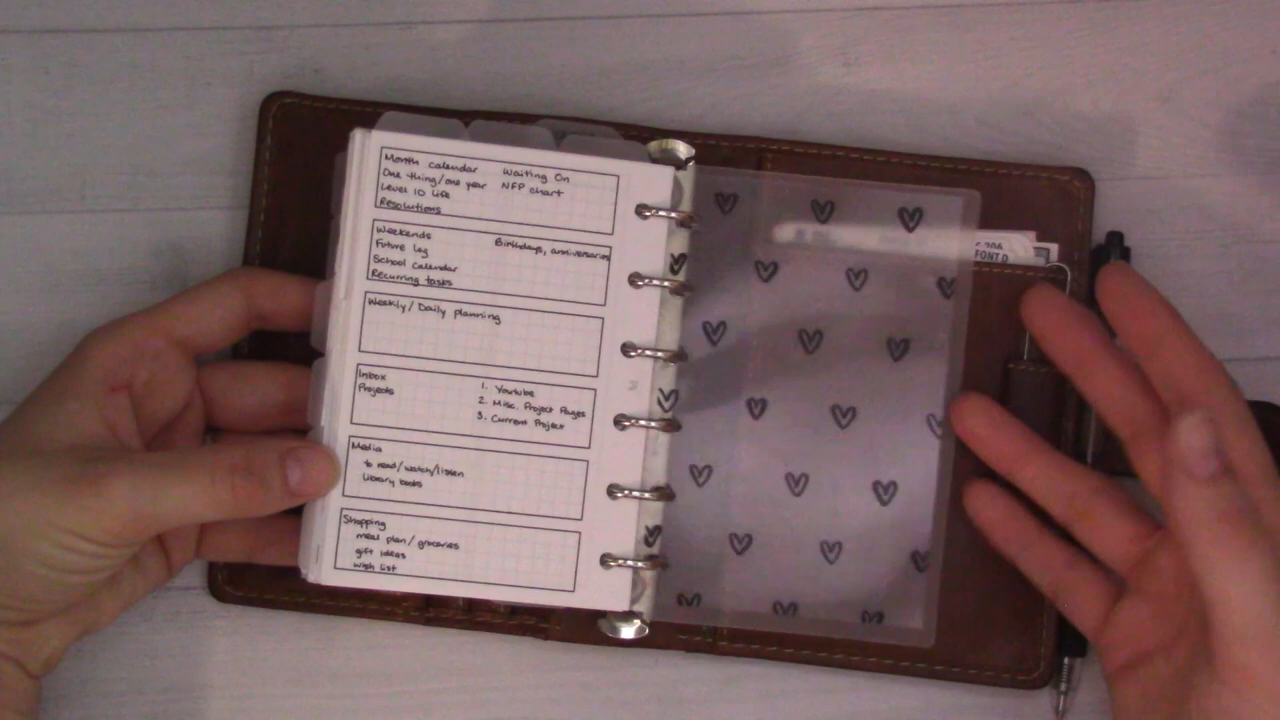 Month calendar Waiting On
One thing/one year NFP chart
Level 10 Life
Resolutions
Weekends Birthdays, anniversaries
Future log
School calendar
Recurring tasks
Weekly/Daily planning
Inbox
Projects
1. Youtube
2. Misc. Project Pages
3. Current Project
Media
to read/watch/listen
Library books
Shopping
meal plan/groceries
gift ideas
wish list
FONT D